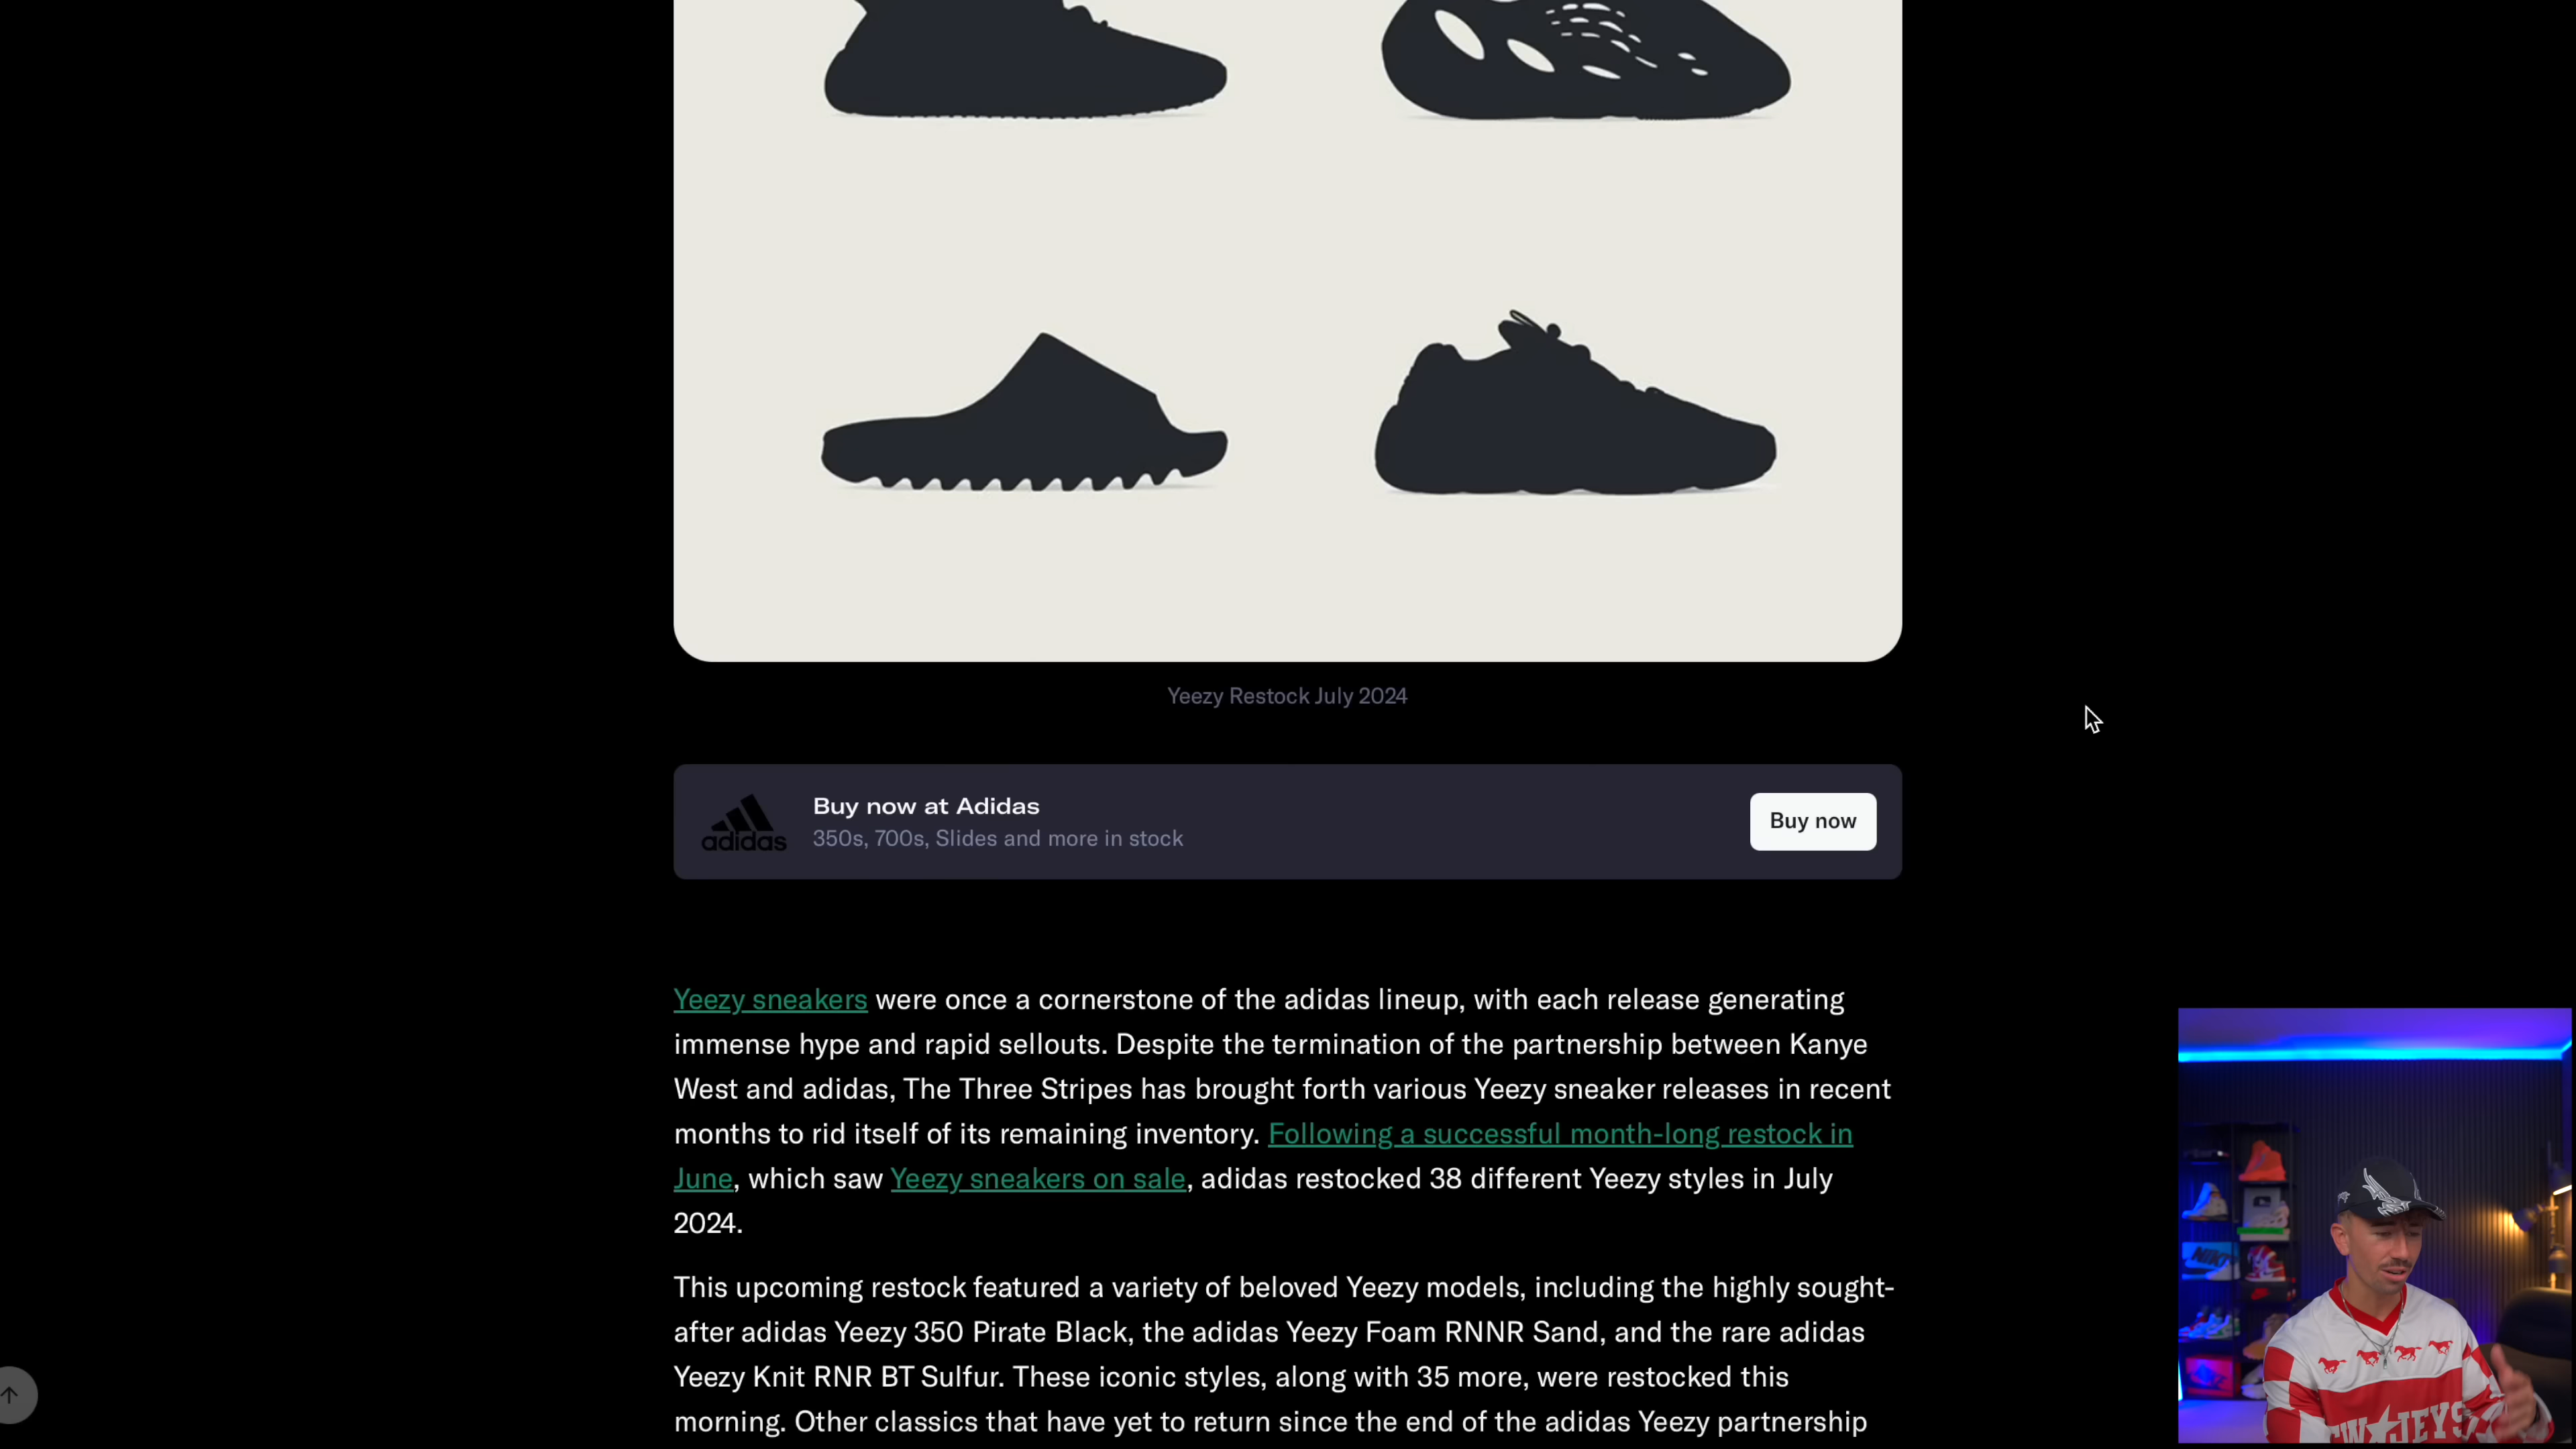 Yeezy Restock July 2024
adidas
Buy now at Adidas
350s, 700s, Slides and more in stock
Buy now
Yeezy sneakers were once a cornerstone of the adidas lineup, with each release generating
immense hype and rapid sellouts. Despite the termination of the partnership between Kanye
West and adidas, The Three Stripes has brought forth various Yeezy sneaker releases in recent
months to rid itself of its remaining inventory. Following a successful month-long restock in
June, which saw Yeezy sneakers on sale, adidas restocked 38 different Yeezy styles in July
2024.
This upcoming restock featured a variety of beloved Yeezy models, including the highly sought-
after adidas Yeezy 350 Pirate Black, the adidas Yeezy Foam RNNR Sand, and the rare adidas
Yeezy Knit RNR BT Sulfur. These iconic styles, along with 35 more, were restocked this
morning. Other classics that have yet to return since the end of the adidas Yeezy partnership
NIKE